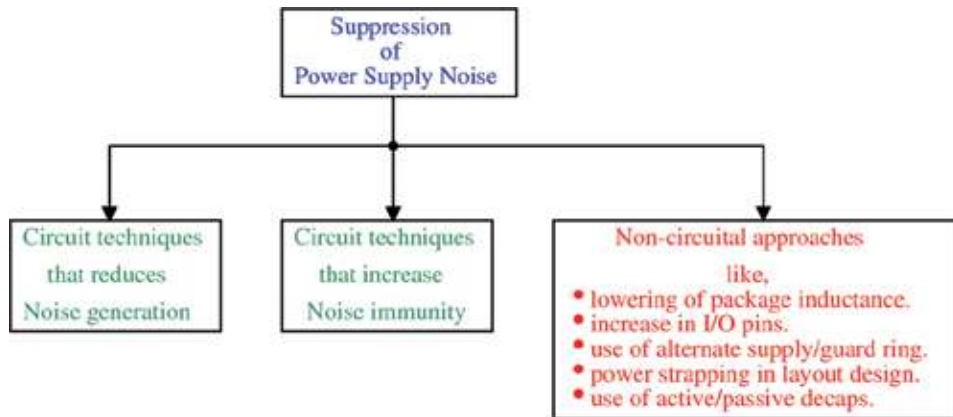 Suppression
of
Power Supply Noise
Circuit techniques
that reduces
Noise generation
Circuit techniques
that increase
Noise immunity
Non-circuital approaches
like,
• lowering of package inductance.
• increase in I/O pins.
• use of alternate supply/guard ring.
• power strapping in layout design.
• use of active/passive decaps.